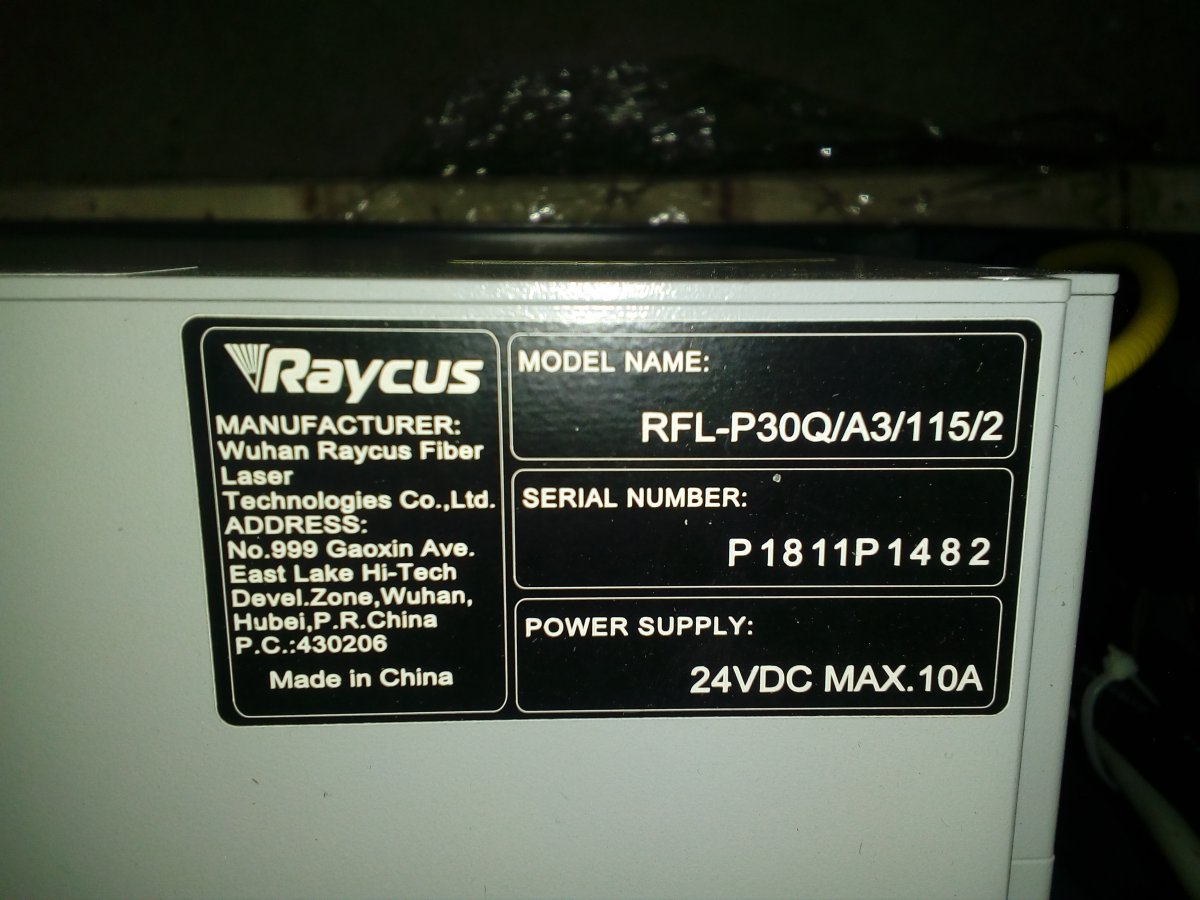 Raycus
MANUFACTURER:
Wuhan Raycus Fiber
Laser
Technologies Co.,Ltd.
ADDRESS:
No.999 Gaoxin Ave.
East Lake Hi-Tech
Devel.Zone,Wuhan,
Hubei,P.R.China
P.C.:430206
Made in China
MODEL NAME:
RFL-P30Q/A3/115/2
SERIAL NUMBER:
P1811P1482
POWER SUPPLY:
24VDC MAX.10A